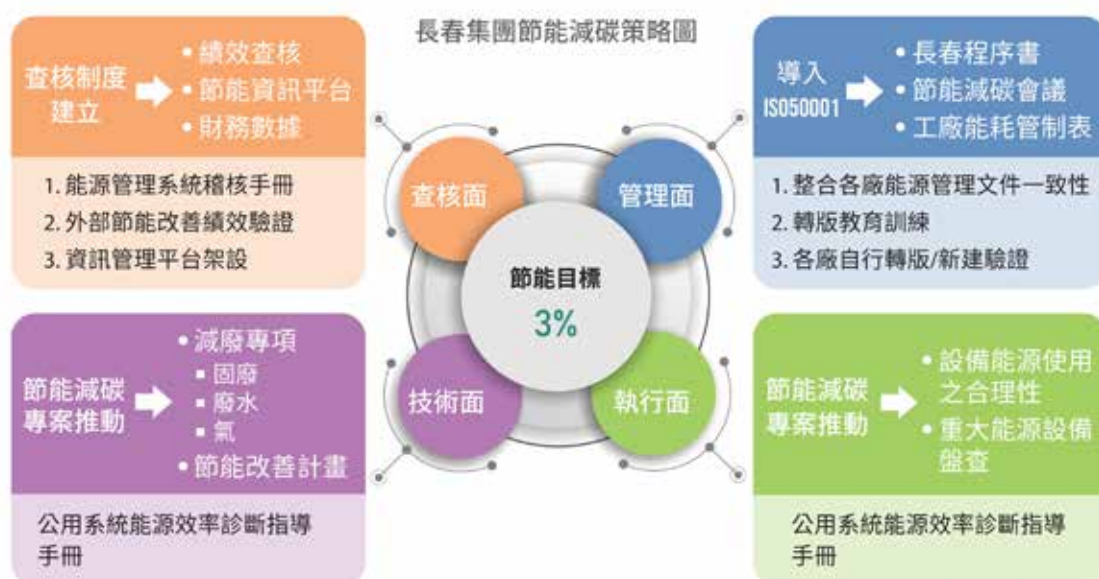 長春集團節能減碳策略圖
查核制度
建立
• 績效查核
• 節能資訊平台
• 財務數據
1. 能源管理系統稽核手冊
2. 外部節能改善績效驗證
3. 資訊管理平台架設
導入
ISO50001
• 長春程序書
• 節能減碳會議
• 工廠能耗管制表
1. 整合各廠能源管理文件一致性
2. 轉版教育訓練
3. 各廠自行轉版/新建驗證
查核面
管理面
節能目標
3%
技術面
執行面
節能減碳
專案推動
• 減廢專項
▪ 固廢
▪ 廢水
▪ 氣
• 節能改善計畫
公用系統能源效率診斷指導
手冊
節能減碳
專案推動
• 設備能源使用
之合理性
• 重大能源設備
盤查
公用系統能源效率診斷指導
手冊